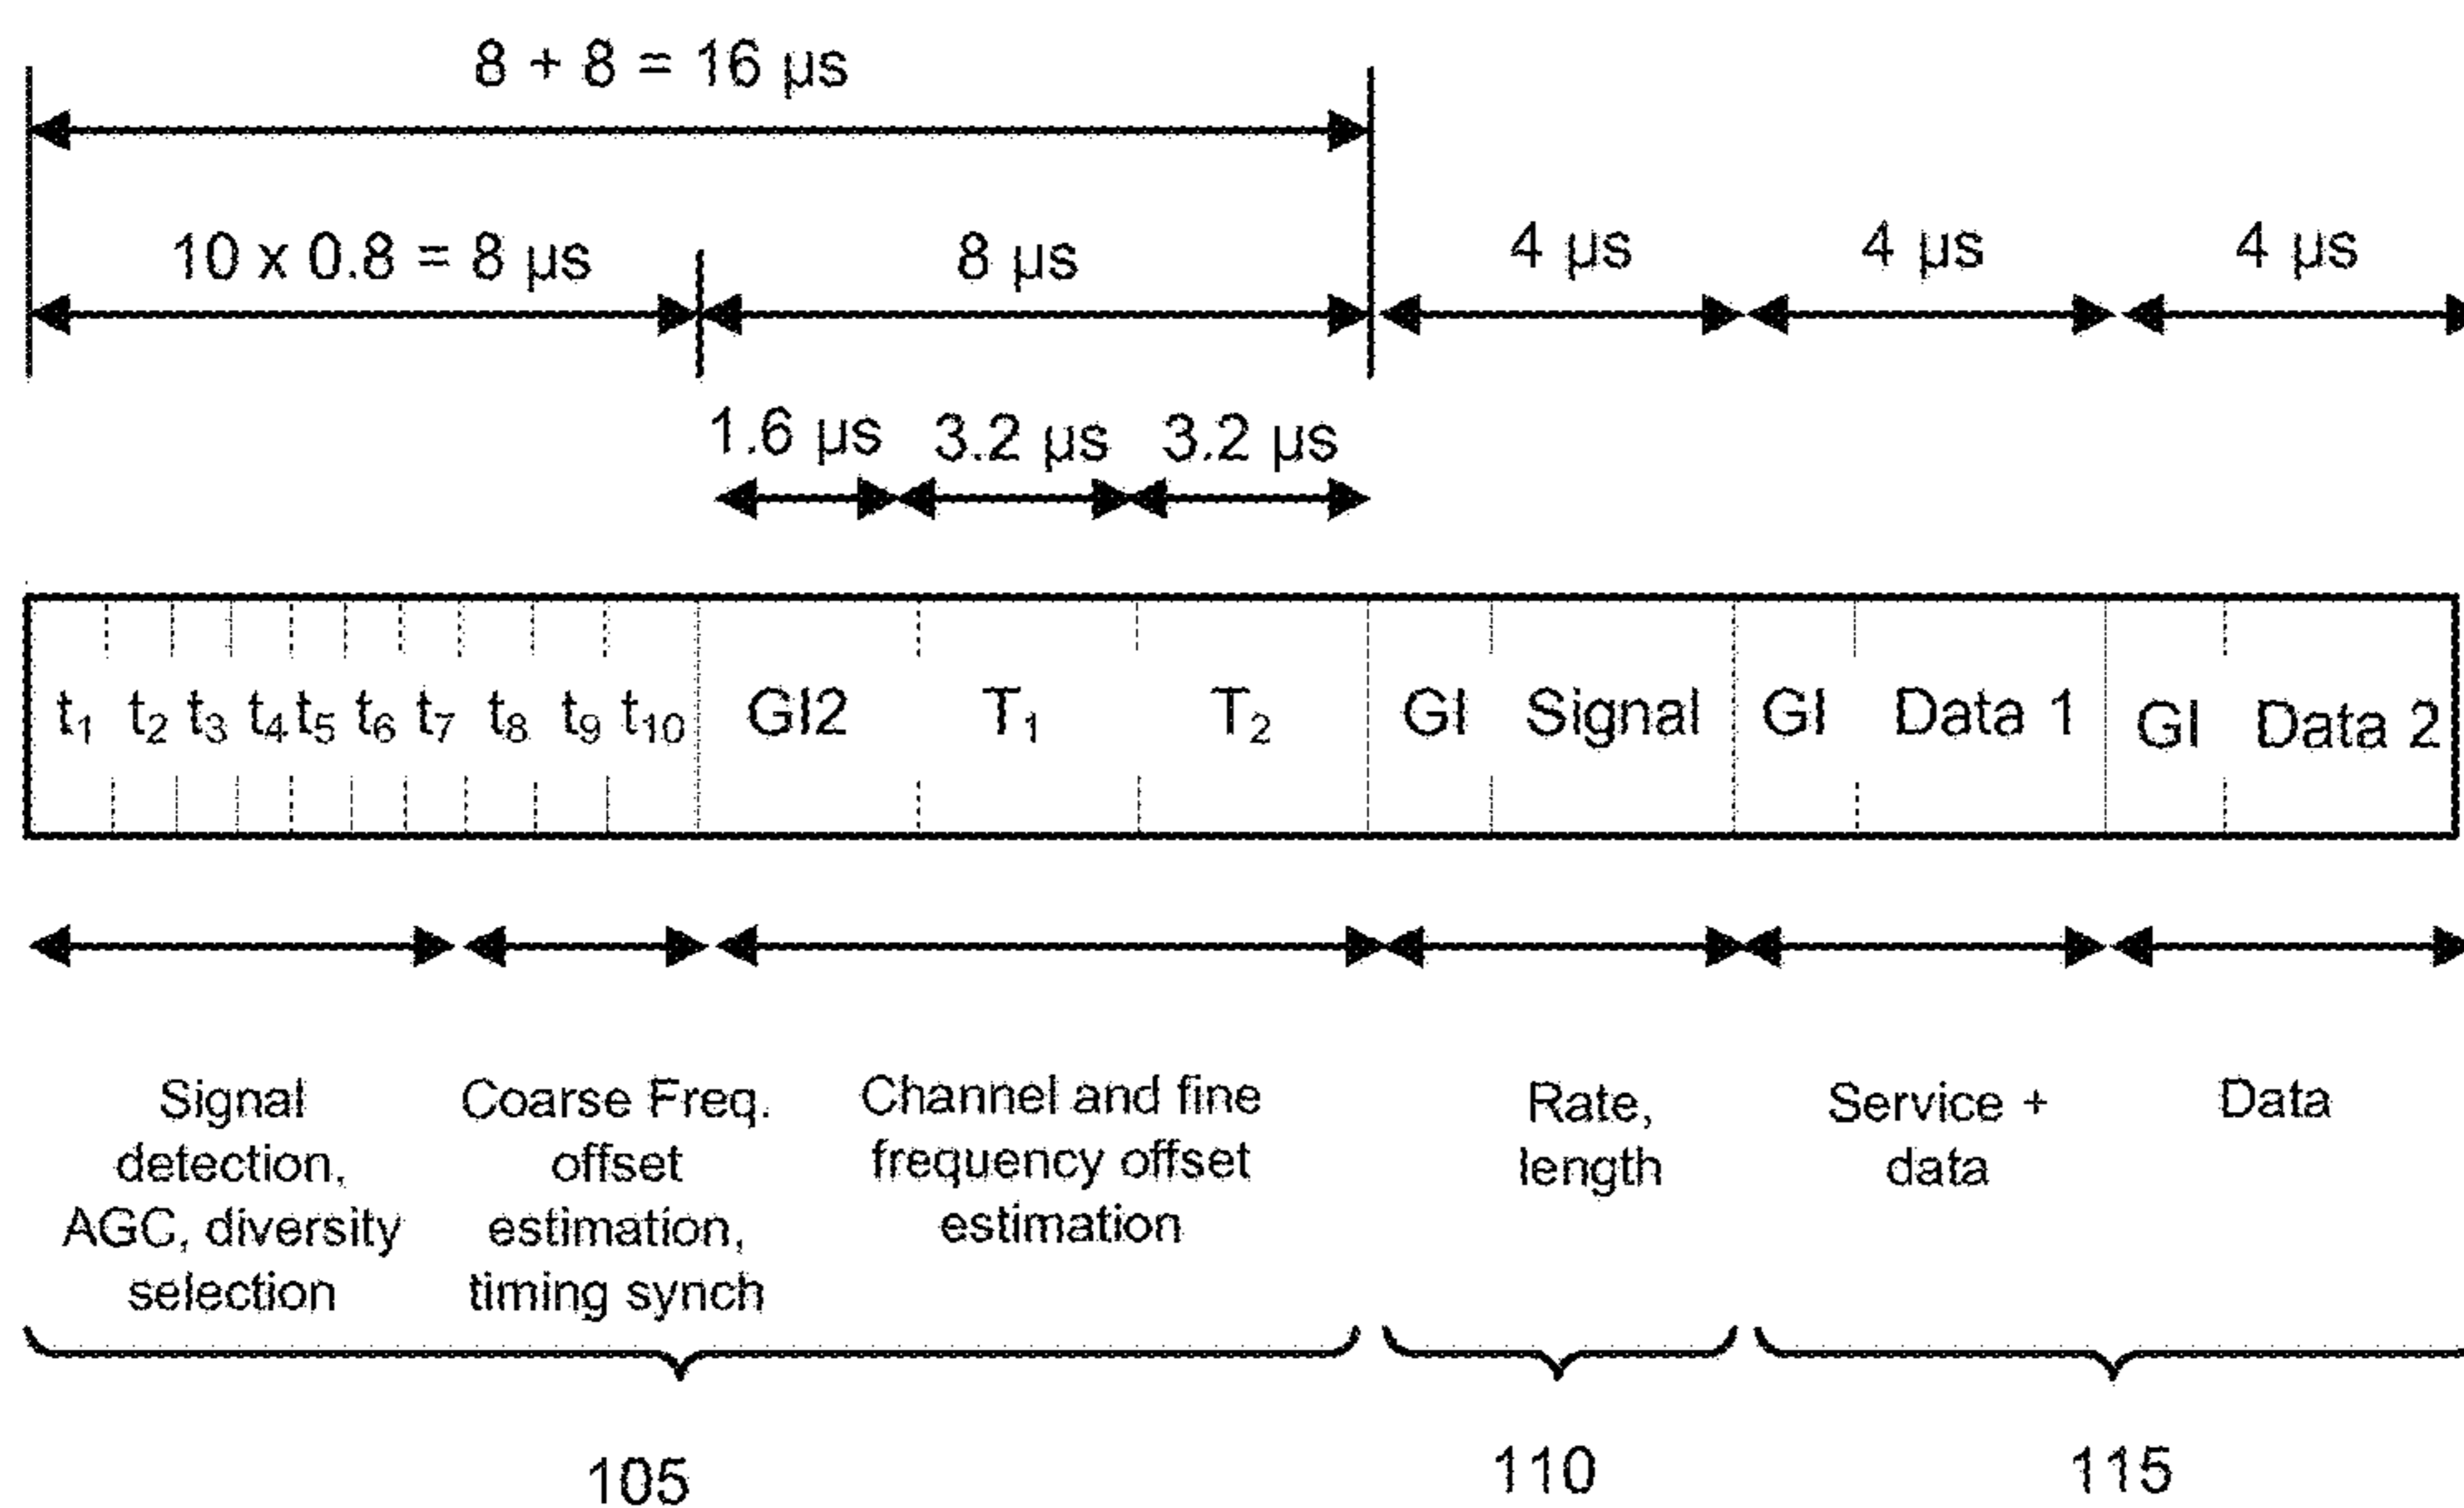 8 + 8 = 16 µs
10 x 0.8 = 8 µs
8 µs
4 µs
4 µs
4 µs
1.6 µs
3.2 µs
3.2 µs
t₁ t₂ t₃ t₄ t₅ t₆ t₇ t₈ t₉ t₁₀ GI2 T₁ T₂ GI Signal GI Data 1 GI Data 2
Signal
detection,
AGC, diversity
selection
Coarse Freq.
offset
estimation,
timing synch
Channel and fine
frequency offset
estimation
Rate,
length
Service +
data
Data
105
110
115